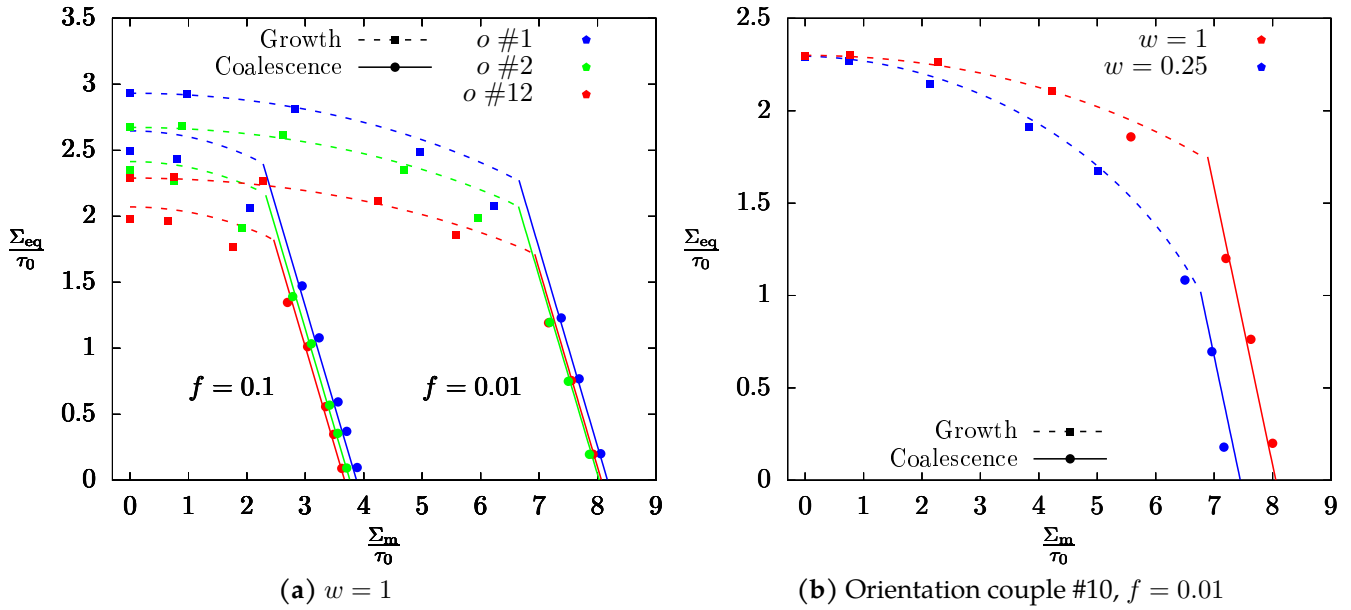 3.5
3
2.5
2
1.5
1
0.5
0
Σeq/τ0
Growth
Coalescence
o #1
o #2
o #12
f = 0.1
f = 0.01
0 1 2 3 4 5 6 7 8 9
Σm/τ0
(a) w = 1
2.5
2
1.5
1
0.5
0
Σeq/τ0
w = 1
w = 0.25
Growth
Coalescence
0 1 2 3 4 5 6 7 8 9
Σm/τ0
(b) Orientation couple #10, f = 0.01